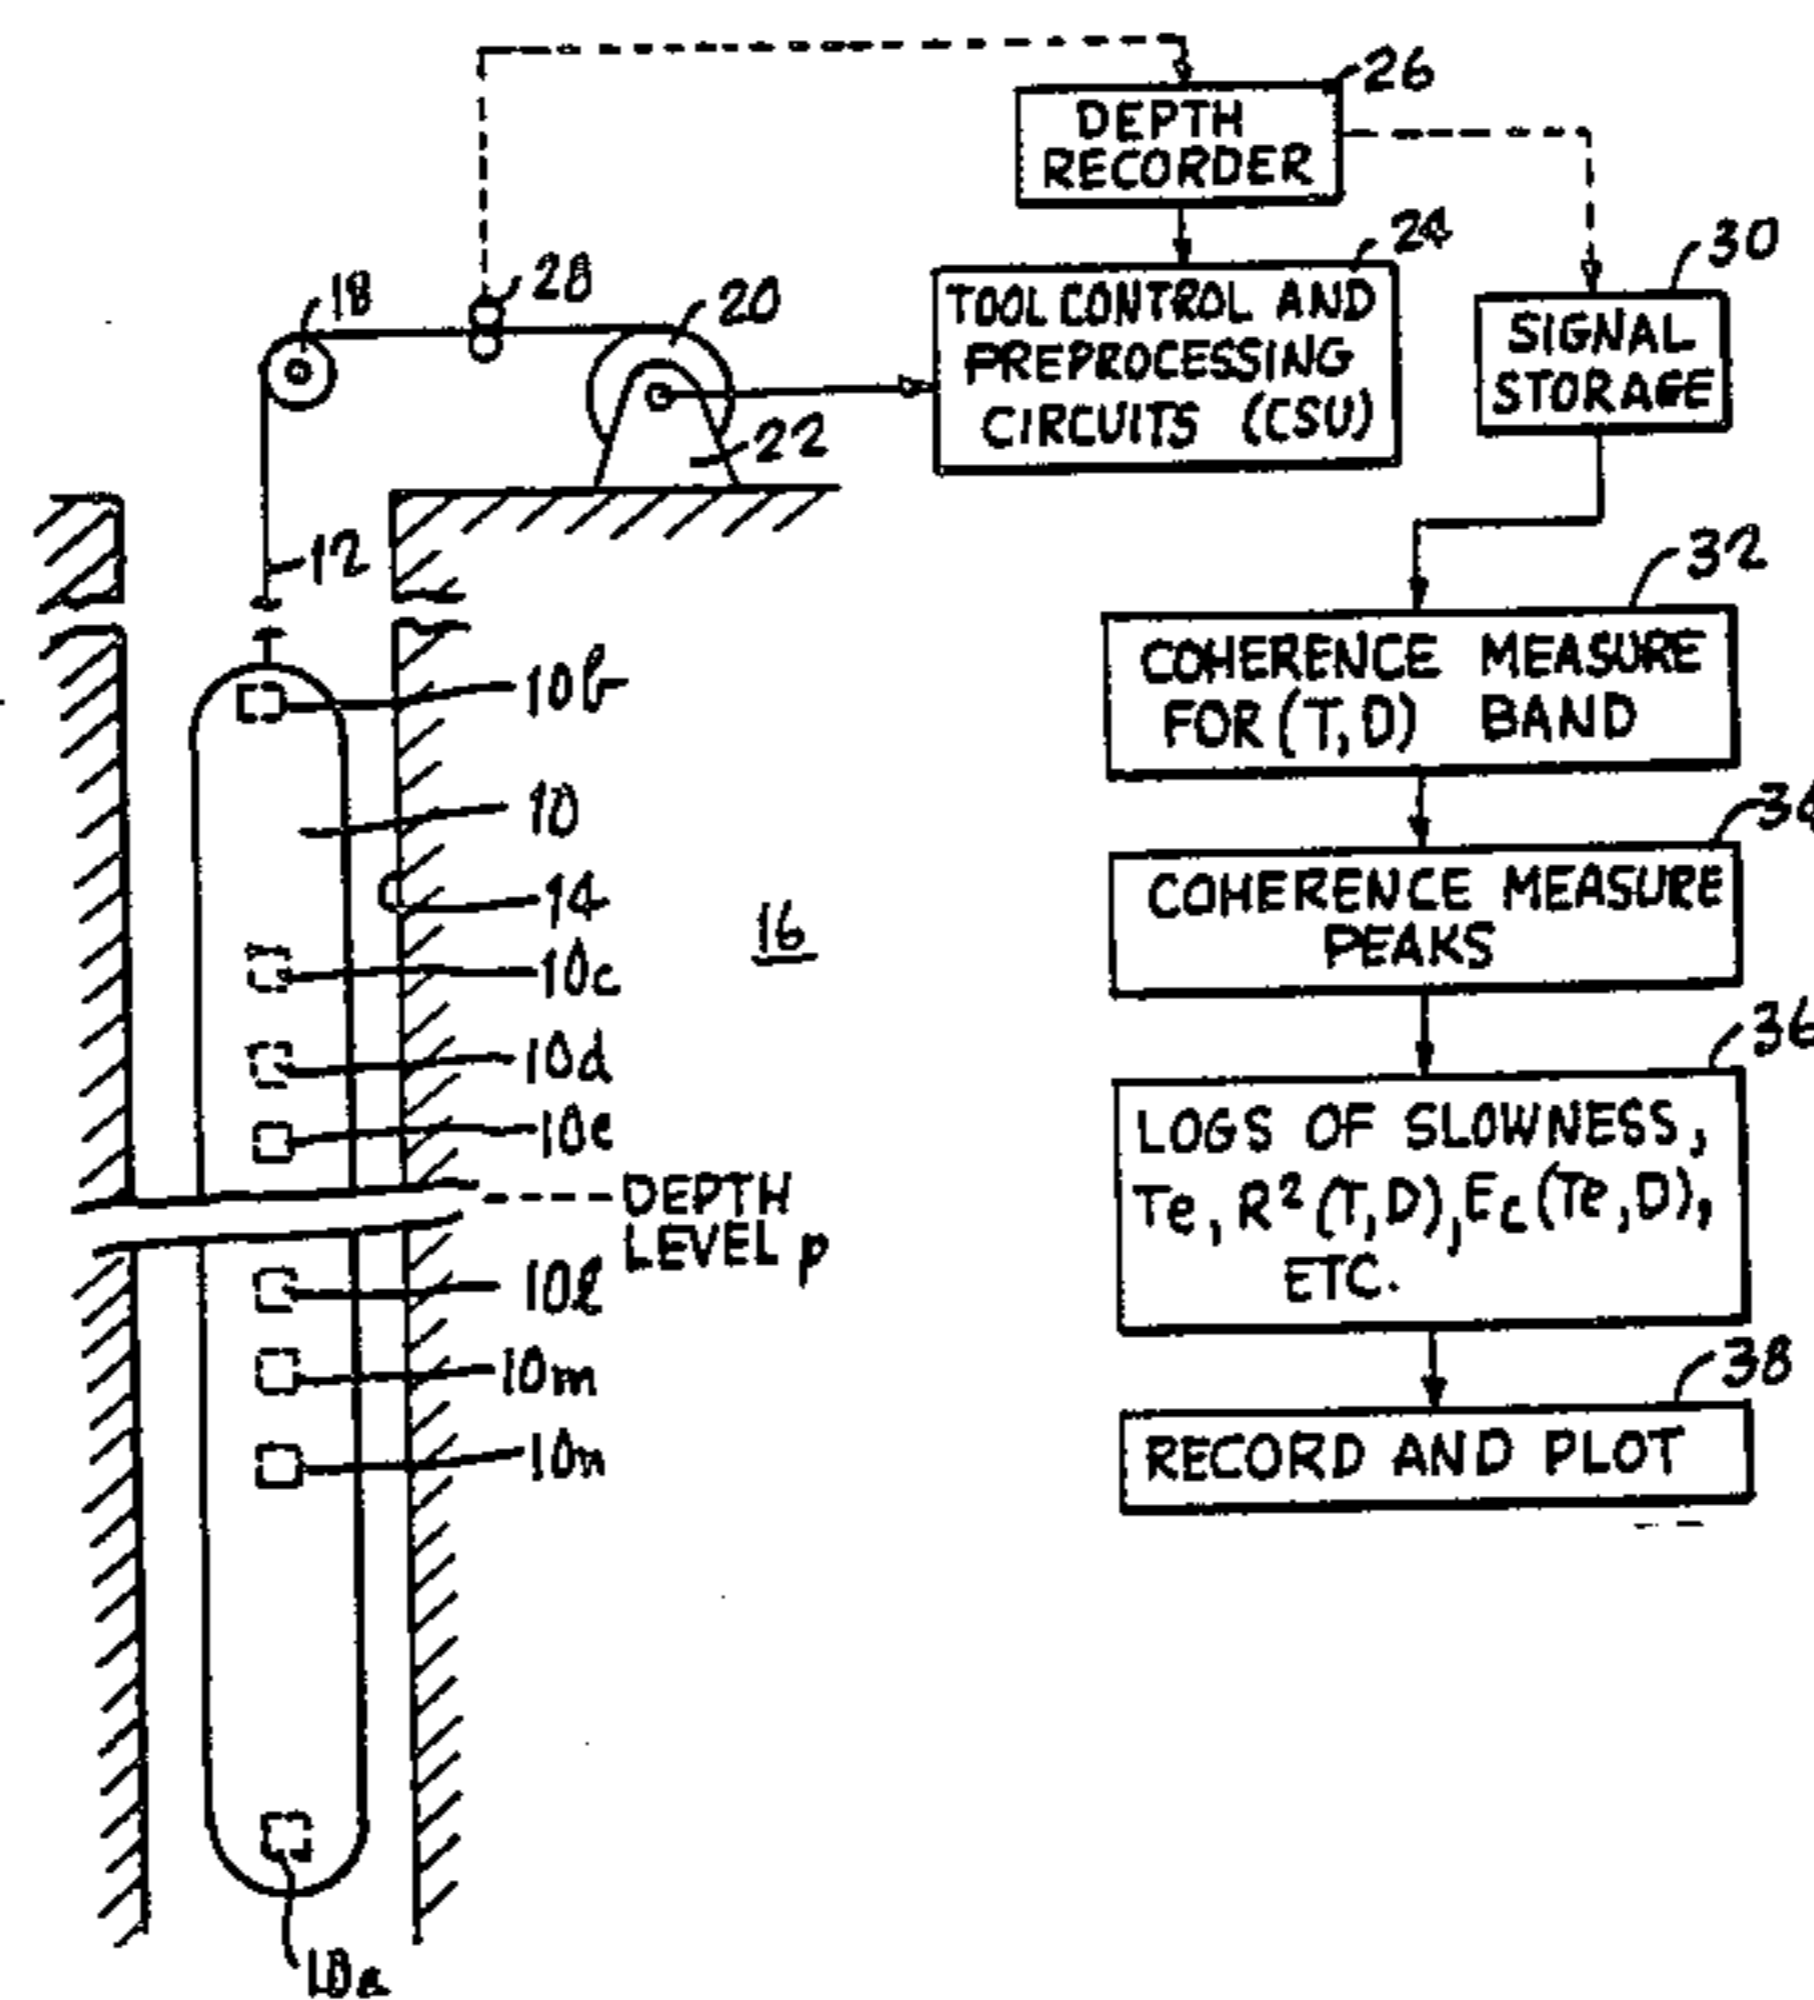 26
DEPTH
RECORDER
24
30
18
28
20
TOOL CONTROL AND
PREPROCESSING
CIRCUITS (CSU)
SIGNAL
STORAGE
22
12
32
COHERENCE MEASURE
FOR (T, D) BAND
10b
10
14
16
34
COHERENCE MEASURE
PEAKS
10c
10d
10e
36
LOGS OF SLOWNESS,
Te, R²(T,D), Ec(Te,D),
ETC.
DEPTH
LEVEL p
10l
10m
10n
38
RECORD AND PLOT
10a